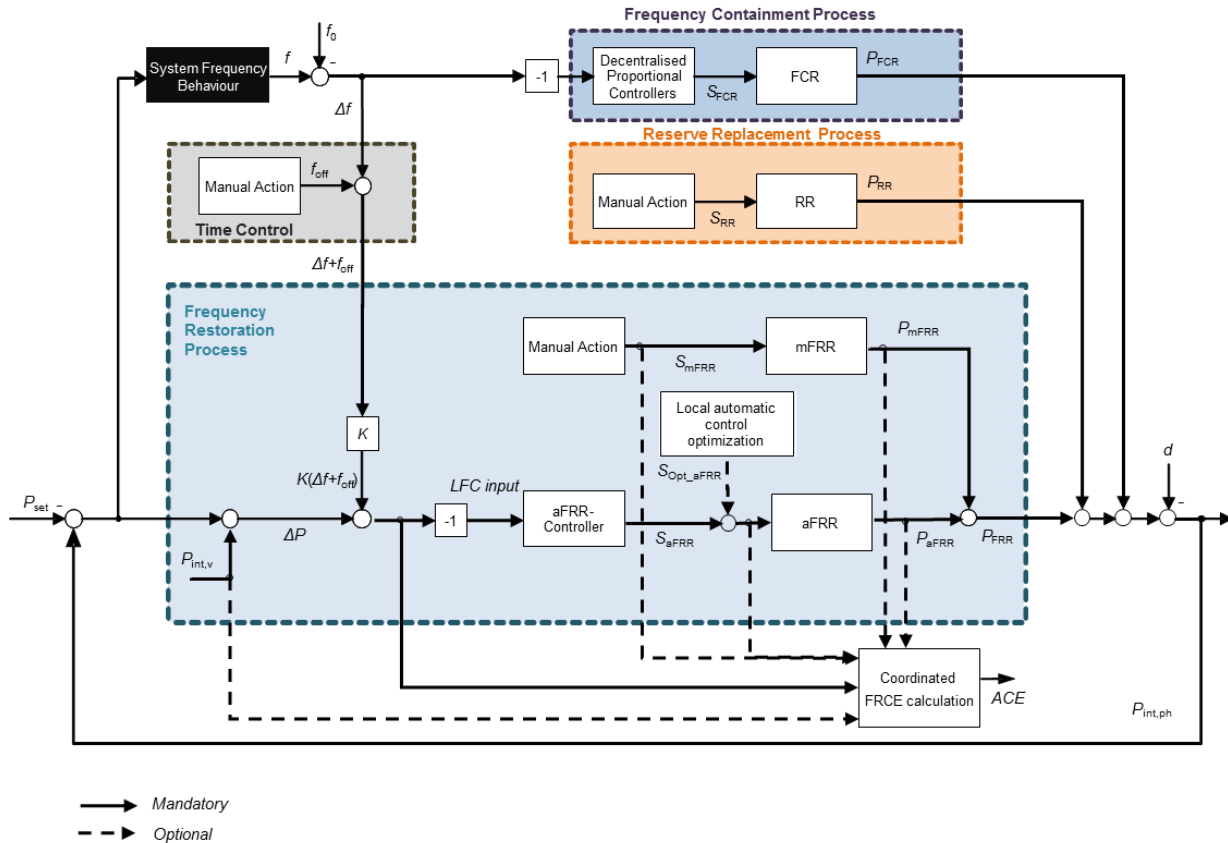 Frequency Containment Process
f0
System Frequency
Behaviour
f
-
Δf
-1
Decentralised
Proportional
Controllers
SFCR
FCR
PFCR
Reserve Replacement Process
Manual Action
foff
Time Control
Manual Action
SRR
RR
PRR
Δf+foff
Frequency
Restoration
Process
Manual Action
SmFRR
mFRR
PmFRR
Local automatic
control
optimization
K
SOpt_aFRR
K(Δf+foff)
LFC input
d
Pset -
-1
aFRR-
Controller
SaFRR
aFRR
PaFRR
PFRR
-
ΔP
Pint,v
Coordinated
FRCE calculation
ACE
Pint,ph
Mandatory
Optional